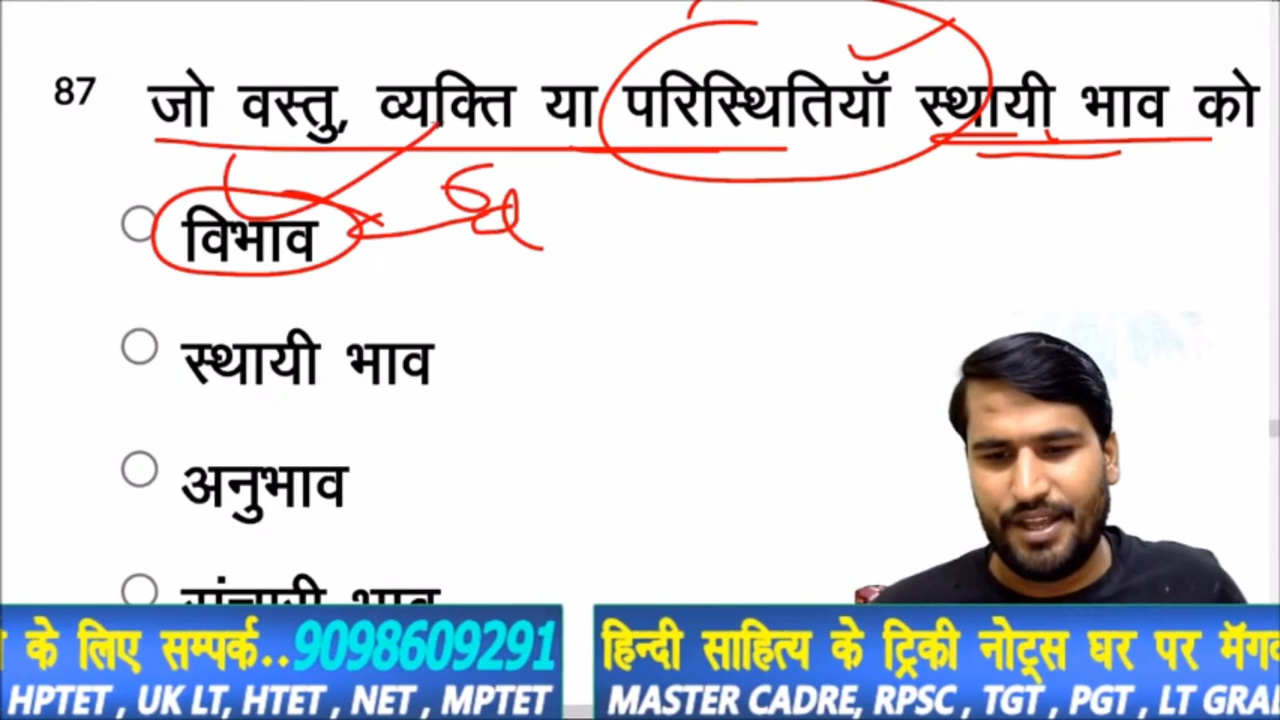 87 जो वस्तु, व्यक्ति या परिस्थितियॉ स्थायी भाव को
विभाव
स्थायी भाव
अनुभाव
संचारी भाव
के लिए सम्पर्क..9098609291
हिन्दी साहित्य के ट्रिकी नोट्स घर पर
HPTET , UK LT, HTET , NET , MPTET
MASTER CADRE, RPSC , TGT , PGT , LT